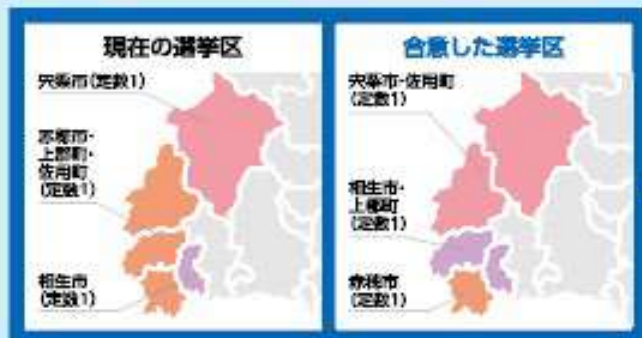 現在の選挙区
宍粟市(定数1)
赤穂市・
上郡町・
佐用町
(定数1)
相生市
(定数1)
合意した選挙区
宍粟市・佐用町
(定数1)
相生市・
上郡町
(定数1)
赤穂市
(定数1)